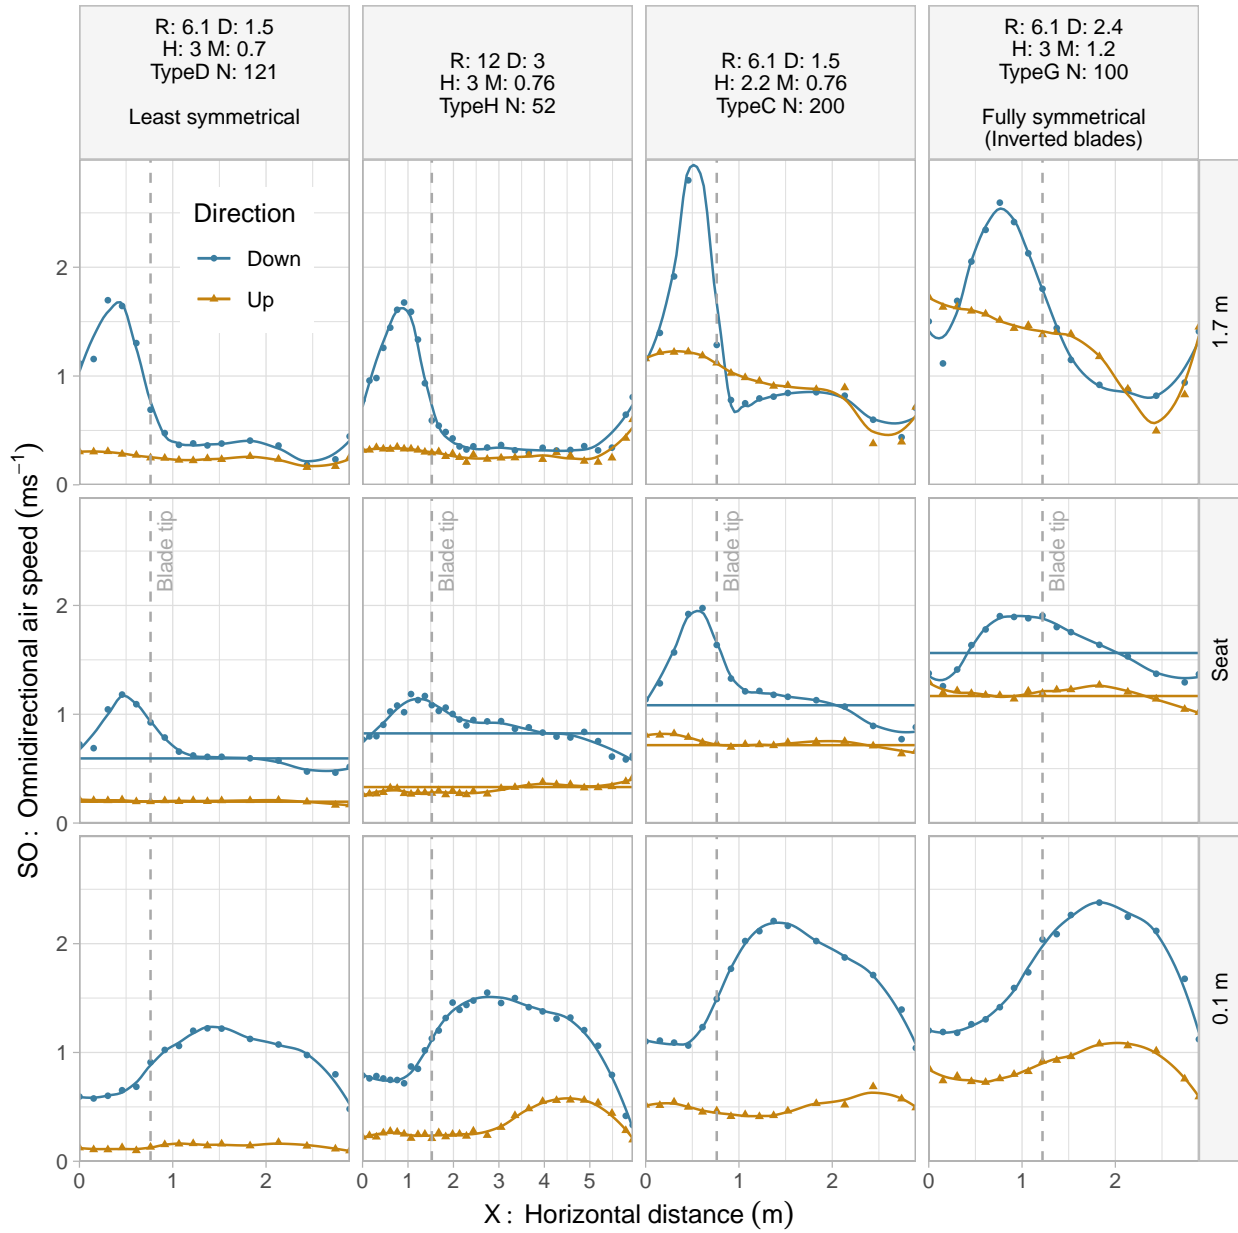 R: 6.1 D: 1.5
H: 3 M: 0.7
TypeD N: 121
Least symmetrical
R: 12 D: 3
H: 3 M: 0.76
TypeH N: 52
R: 6.1 D: 1.5
H: 2.2 M: 0.76
TypeC N: 200
R: 6.1 D: 2.4
H: 3 M: 1.2
TypeG N: 100
Fully symmetrical
(Inverted blades)
Direction
Down
Up
2
1
0
1.7 m
Blade tip
Blade tip
Blade tip
Blade tip
2
1
0
Seat
2
1
0
0.1 m
0 1 2
0 1 2 3 4 5
0 1 2
0 1 2
SO : Omnidirectional air speed (ms⁻¹)
X : Horizontal distance (m)